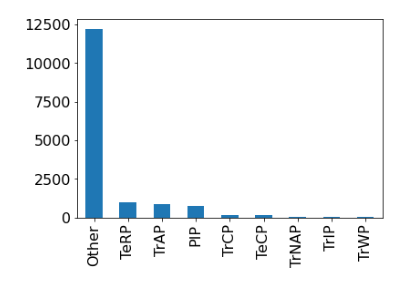 12500
10000
7500
5000
2500
0
Other
TeRP
TrAP
PIP
TrCP
TeCP
TrNAP
TrIP
TrWP